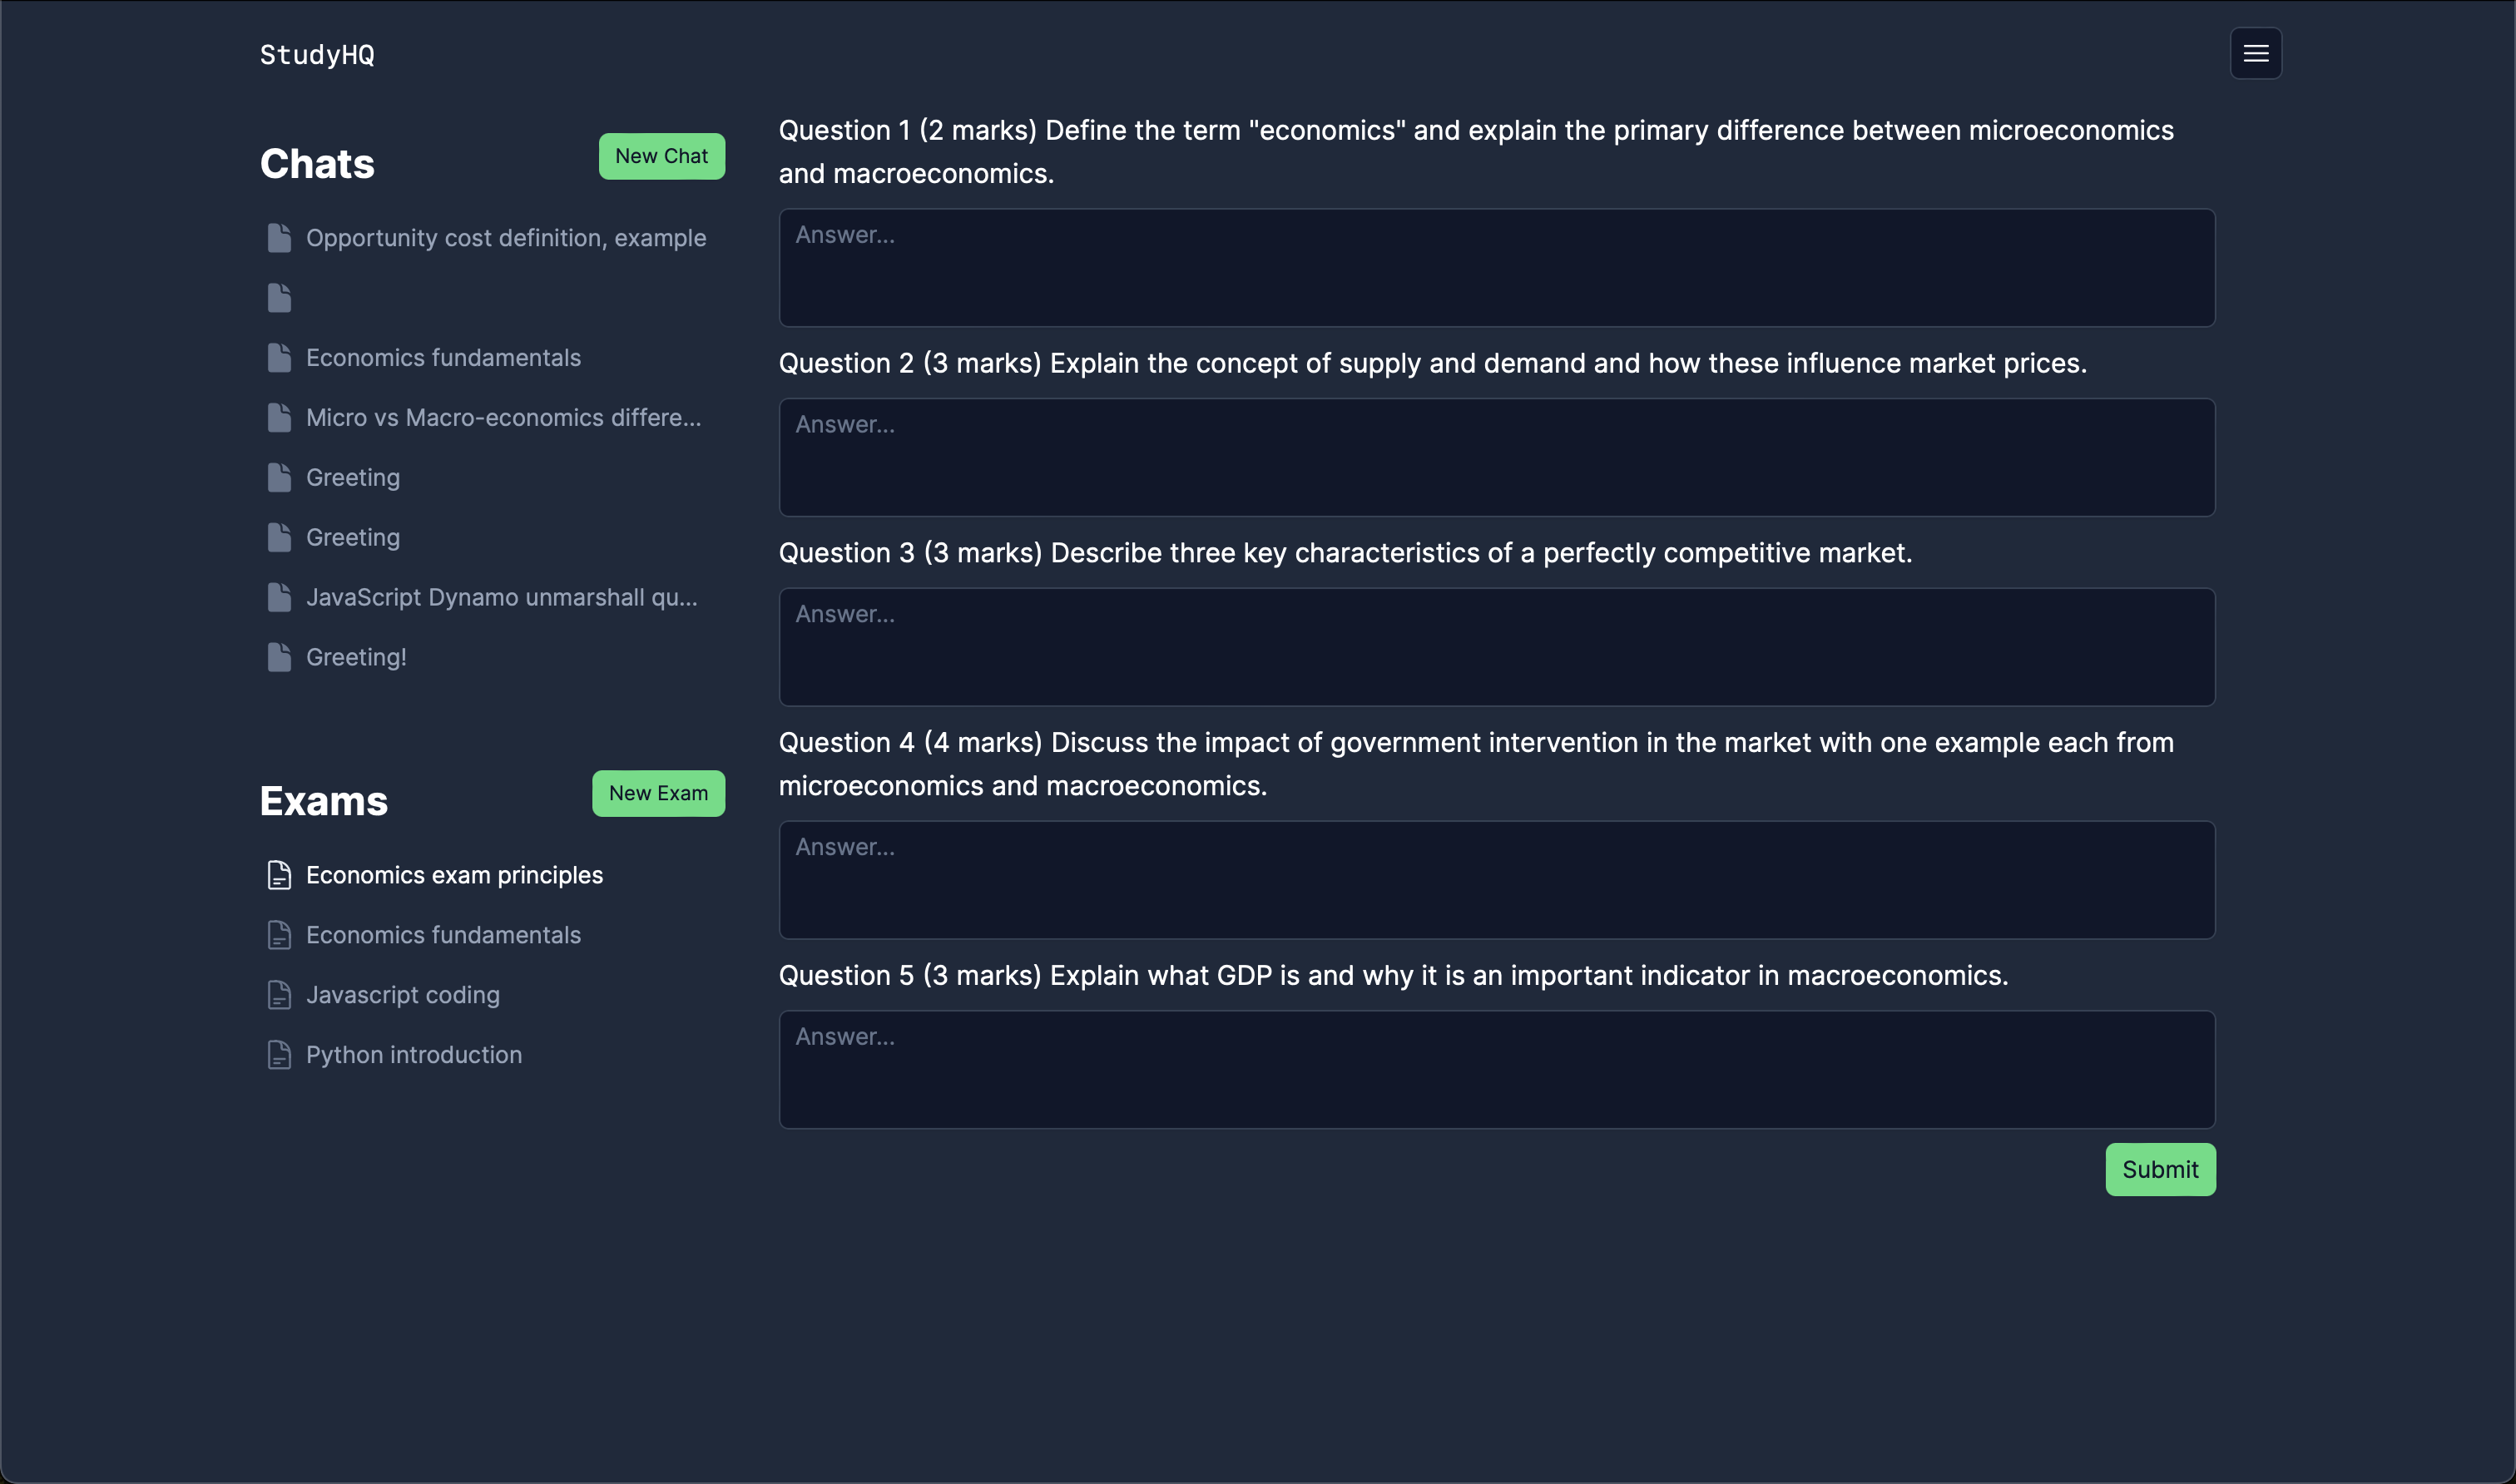 StudyHQ
Chats
New Chat
Opportunity cost definition, example
Economics fundamentals
Micro vs Macro-economics differe...
Greeting
Greeting
JavaScript Dynamo unmarshall qu...
Greeting!
Exams
New Exam
Economics exam principles
Economics fundamentals
Javascript coding
Python introduction
Question 1 (2 marks) Define the term "economics" and explain the primary difference between microeconomics
and macroeconomics.
Answer...
Question 2 (3 marks) Explain the concept of supply and demand and how these influence market prices.
Answer...
Question 3 (3 marks) Describe three key characteristics of a perfectly competitive market.
Answer...
Question 4 (4 marks) Discuss the impact of government intervention in the market with one example each from
microeconomics and macroeconomics.
Answer...
Question 5 (3 marks) Explain what GDP is and why it is an important indicator in macroeconomics.
Answer...
Submit